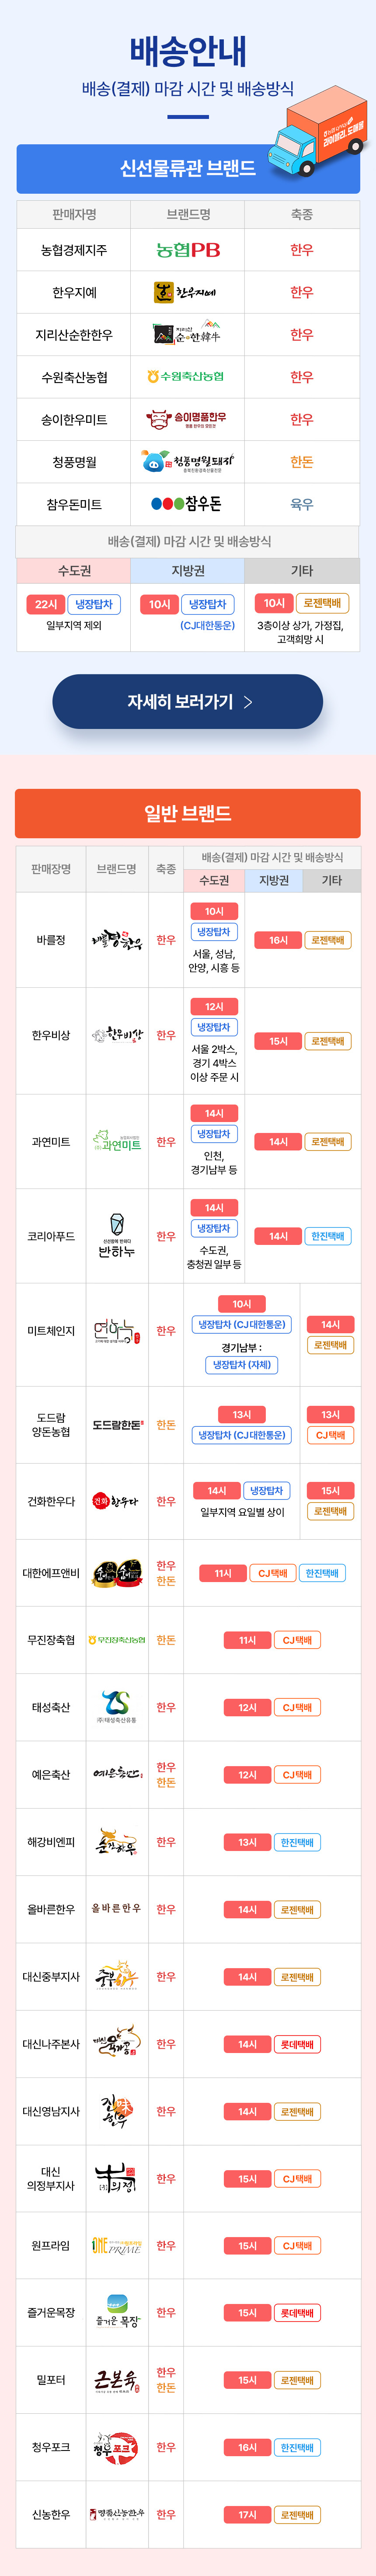 배송안내
배송(결제) 마감 시간 및 배송방식
라이블리 도매몰
신선물류관 브랜드
판매자명 브랜드명 축종
농협경제지주 농협PB 한우
한우지예 한우지예 한우
지리산순한한우 지리산 순한韓牛 한우
수원축산농협 수원축산농협 한우
송이한우미트 송이명품한우 한우
청풍명월 청풍명월돼지 한돈
참우돈미트 참우돈 육우
배송(결제) 마감 시간 및 배송방식
수도권 지방권 기타
22시 냉장탑차 10시 냉장탑차 10시 로젠택배
일부지역 제외 (CJ대한통운) 3층이상 상가, 가정집,
고객희망 시
자세히 보러가기 >
일반 브랜드
판매장명 브랜드명 축종 배송(결제) 마감 시간 및 배송방식
수도권 지방권 기타
바를정 한우
10시
냉장탑차
서울, 성남,
안양, 시흥 등
16시 로젠택배
한우비상 한우비상 한우
12시
냉장탑차
서울 2박스,
경기 4박스
이상 주문 시
15시 로젠택배
과연미트 과연미트 한우
14시
냉장탑차
인천,
경기남부 등
14시 로젠택배
코리아푸드 반하누 한우
14시
냉장탑차
수도권,
충청권 일부 등
14시 한진택배
미트체인지 한우
10시
냉장탑차 (CJ대한통운)
경기남부 :
냉장탑차 (자체)
14시
로젠택배
도드람
양돈농협
도드람한돈 한돈
13시
냉장탑차 (CJ대한통운)
13시
CJ택배
건화한우다 건화 한우다 한우
14시 냉장탑차
일부지역 요일별 상이
15시
로젠택배
대한에프앤비 한우
한돈
11시 CJ택배 한진택배
무진장축협 무진장축산농협 한돈 11시 CJ택배
태성축산 (주)태성축산유통 한우 12시 CJ택배
예은축산 예은축산 한우
한돈
12시 CJ택배
해강비엔피 한우 13시 한진택배
올바른한우 올바른한우 한우 14시 로젠택배
대신중부지사 중부한우 한우 14시 로젠택배
대신나주본사 한우 14시 롯데택배
대신영남지사 진味한우 한우 14시 로젠택배
대신
의정부지사
한우 15시 CJ택배
원프라임 ONE PRIME 한우 15시 CJ택배
즐거운목장 즐거운 목장 한우 15시 롯데택배
밀포터 근본육 한우
한돈
15시 로젠택배
청우포크 청우포크 한우 16시 한진택배
신농한우 명품신농한우 한우 17시 로젠택배